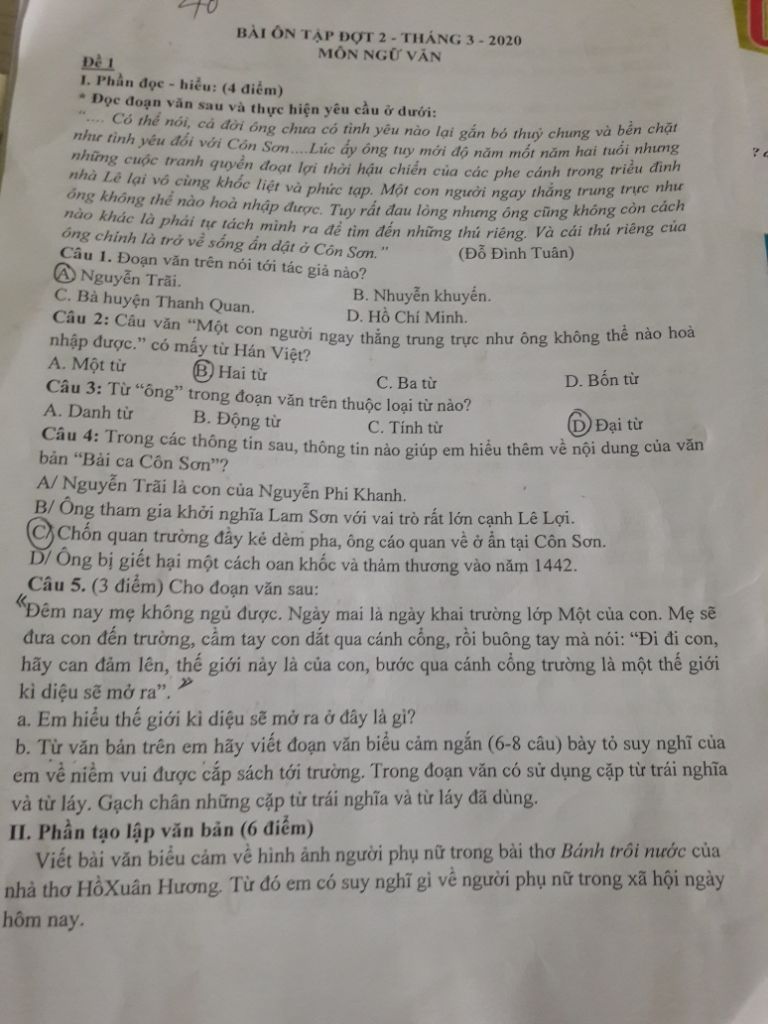 40
BÀI ÔN TẬP ĐỢT 2 - THÁNG 3 - 2020
MÔN NGỮ VĂN
Đề 1
I. Phần đọc - hiểu: (4 điểm)
* Đọc đoạn văn sau và thực hiện yêu cầu ở dưới:
".... Có thể nói, cả đời ông chưa có tình yêu nào lại gắn bó thuỷ chung và bền chặt
như tình yêu đối với Côn Sơn....Lúc ấy ông tuy mới độ năm mốt năm hai tuổi nhưng
những cuộc tranh quyền đoạt lợi thời hậu chiến của các phe cánh trong triều đình
nhà Lê lại vô cùng khốc liệt và phức tạp. Một con người ngay thẳng trung trực như
ông không thể nào hoà nhập được. Tuy rất đau lòng nhưng ông cũng không còn cách
nào khác là phải tự tách mình ra để tìm đến những thú riêng. Và cái thú riêng của
ông chính là trở về sống ẩn dật ở Côn Sơn." (Đỗ Đình Tuân)
Câu 1. Đoạn văn trên nói tới tác giả nào?
A. Nguyễn Trãi. B. Nhuyễn khuyến.
C. Bà huyện Thanh Quan. D. Hồ Chí Minh.
Câu 2: Câu văn “Một con người ngay thẳng trung trực như ông không thể nào hoà
nhập được.” có mấy từ Hán Việt?
A. Một từ B. Hai từ C. Ba từ D. Bốn từ
Câu 3: Từ “ông” trong đoạn văn trên thuộc loại từ nào?
A. Danh từ B. Động từ C. Tính từ D. Đại từ
Câu 4: Trong các thông tin sau, thông tin nào giúp em hiểu thêm về nội dung của văn
bản “Bài ca Côn Sơn”?
A/ Nguyễn Trãi là con của Nguyễn Phi Khanh.
B/ Ông tham gia khởi nghĩa Lam Sơn với vai trò rất lớn cạnh Lê Lợi.
C/ Chốn quan trường đầy kẻ dèm pha, ông cáo quan về ở ẩn tại Côn Sơn.
D/ Ông bị giết hại một cách oan khốc và thảm thương vào năm 1442.
Câu 5. (3 điểm) Cho đoạn văn sau:
“Đêm nay mẹ không ngủ được. Ngày mai là ngày khai trường lớp Một của con. Mẹ sẽ
đưa con đến trường, cầm tay con dắt qua cánh cổng, rồi buông tay mà nói: “Đi đi con,
hãy can đảm lên, thế giới này là của con, bước qua cánh cổng trường là một thế giới
kì diệu sẽ mở ra”. ”
a. Em hiểu thế giới kì diệu sẽ mở ra ở đây là gì?
b. Từ văn bản trên em hãy viết đoạn văn biểu cảm ngắn (6-8 câu) bày tỏ suy nghĩ của
em về niềm vui được cắp sách tới trường. Trong đoạn văn có sử dụng cặp từ trái nghĩa
và từ láy. Gạch chân những cặp từ trái nghĩa và từ láy đã dùng.
II. Phần tạo lập văn bản (6 điểm)
Viết bài văn biểu cảm về hình ảnh người phụ nữ trong bài thơ Bánh trôi nước của
nhà thơ HồXuân Hương. Từ đó em có suy nghĩ gì về người phụ nữ trong xã hội ngày
hôm nay.